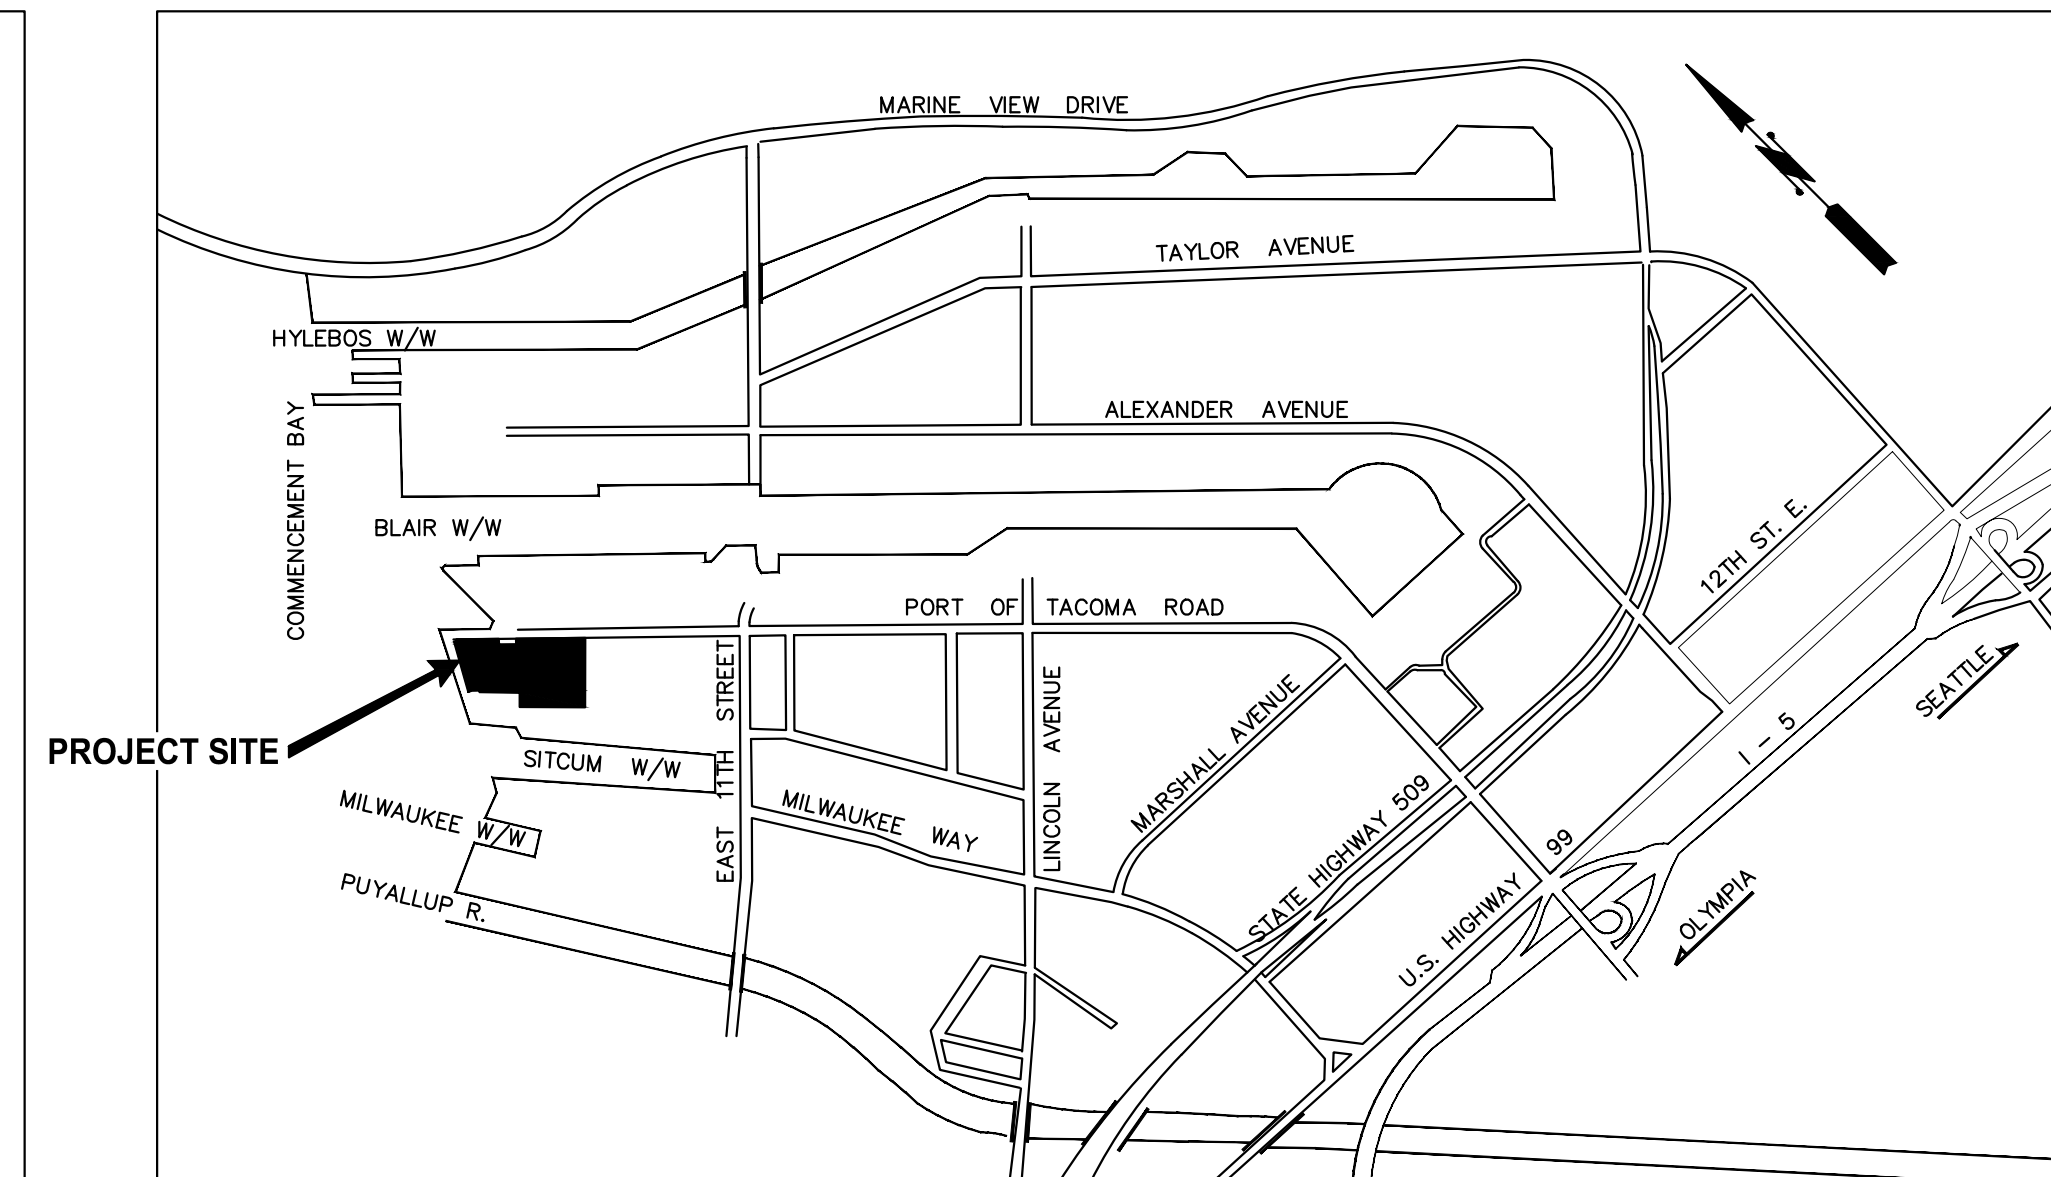 MARINE VIEW DRIVE
TAYLOR AVENUE
HYLEBOS W/W
ALEXANDER AVENUE
COMMENCEMENT BAY
BLAIR W/W
12TH ST. E.
PORT OF TACOMA ROAD
SEATTLE
PROJECT SITE
EAST 11TH STREET
LINCOLN AVENUE
MARSHALL AVENUE
I - 5
SITCUM W/W
MILWAUKEE W/W
MILWAUKEE WAY
STATE HIGHWAY 509
U.S. HIGHWAY 99
OLYMPIA
PUYALLUP R.